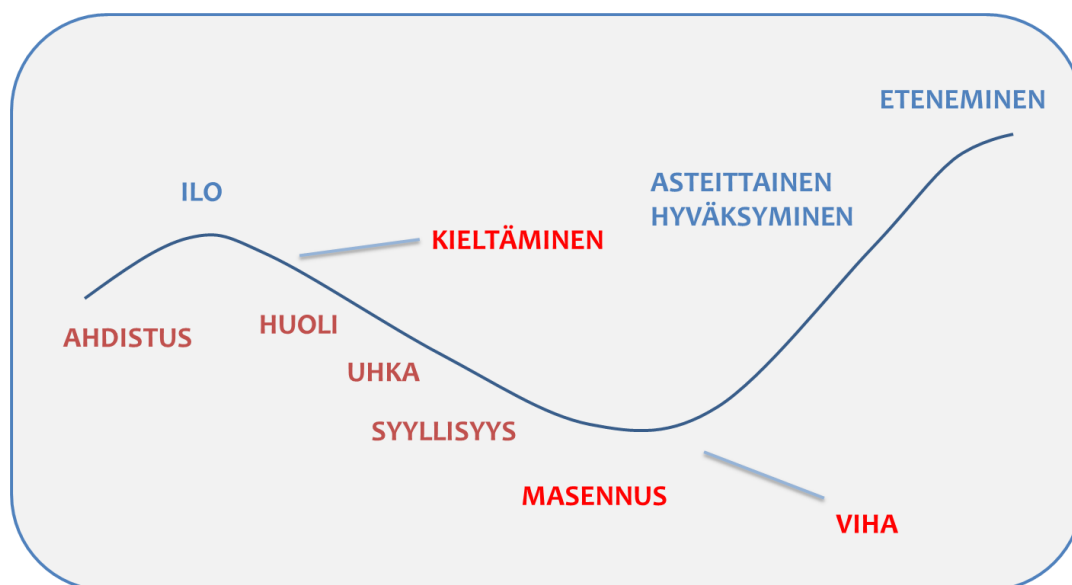 ETENEMINEN
ILO
ASTEITTAINEN
HYVÄKSYMINEN
KIELTÄMINEN
AHDISTUS
HUOLI
UHKA
SYYLLISYYS
MASENNUS
VIHA